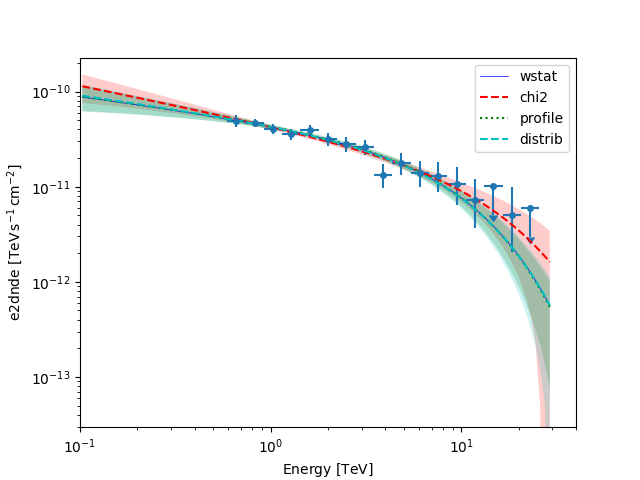 wstat
chi2
profile
distrib
10⁻¹⁰
10⁻¹¹
10⁻¹²
10⁻¹³
e2dnde [TeV s⁻¹ cm⁻²]
10⁻¹ 10⁰ 10¹
Energy [TeV]